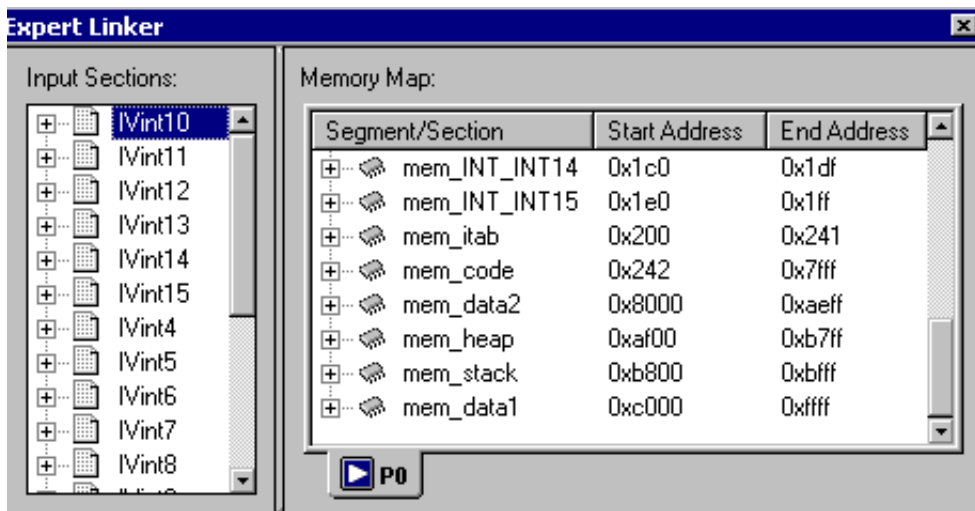 Expert Linker
Input Sections:
IVint10
IVint11
IVint12
IVint13
IVint14
IVint15
IVint4
IVint5
IVint6
IVint7
IVint8
Memory Map:
Segment/Section Start Address End Address
mem_INT_INT14 0x1c0 0x1df
mem_INT_INT15 0x1e0 0x1ff
mem_itab 0x200 0x241
mem_code 0x242 0x7fff
mem_data2 0x8000 0xaeff
mem_heap 0xaf00 0xb7ff
mem_stack 0xb800 0xbfff
mem_data1 0xc000 0xffff
P0